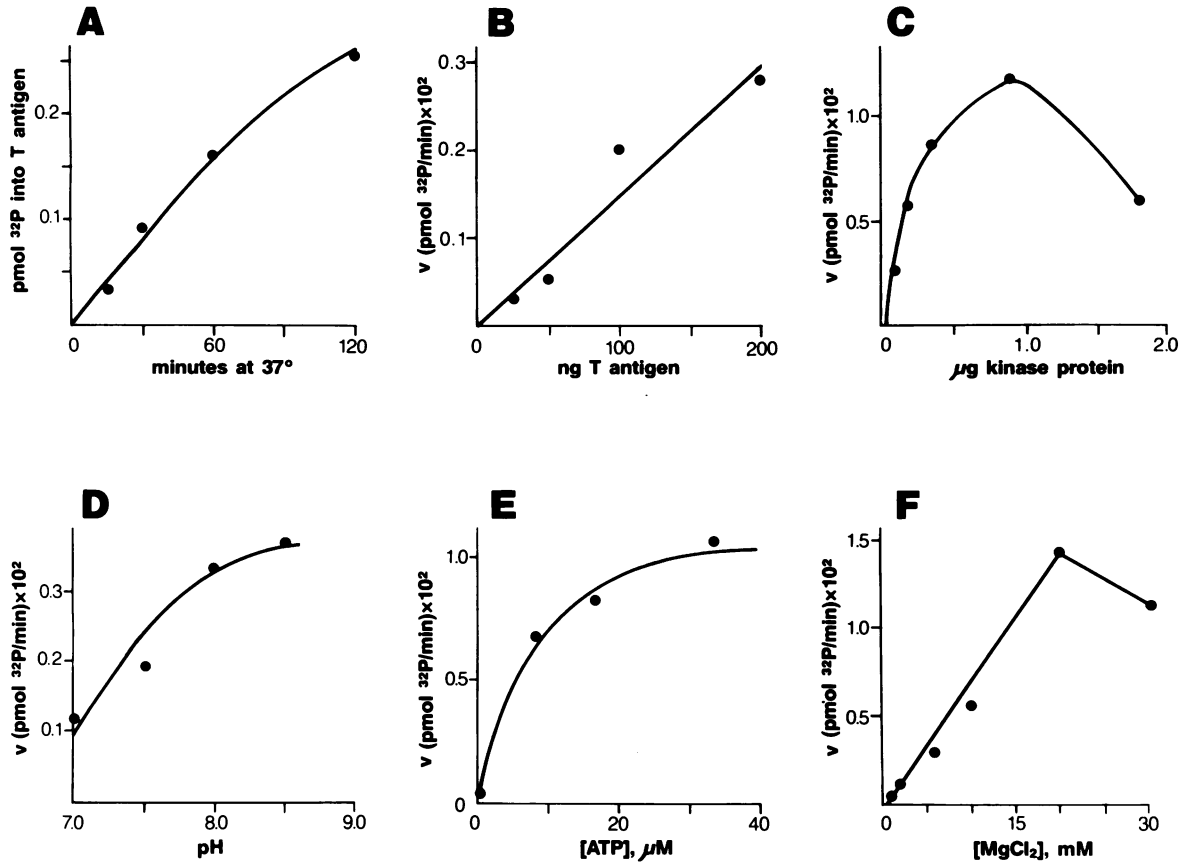 A
pmol ³²P into T antigen
0.2
0.1
0
60
120
minutes at 37°
B
v (pmol ³²P/min)×10²
0.3
0.2
0.1
0
100
200
ng T antigen
C
v (pmol ³²P/min)×10²
1.0
0.5
0
1.0
2.0
µg kinase protein
D
v (pmol ³²P/min)×10²
0.3
0.2
0.1
7.0
8.0
9.0
pH
E
v (pmol ³²P/min)×10²
1.0
0.5
0
0
20
40
[ATP], µM
F
v (pmol ³²P/min)×10²
1.5
1.0
0.5
0
15
30
[MgCl₂], mM